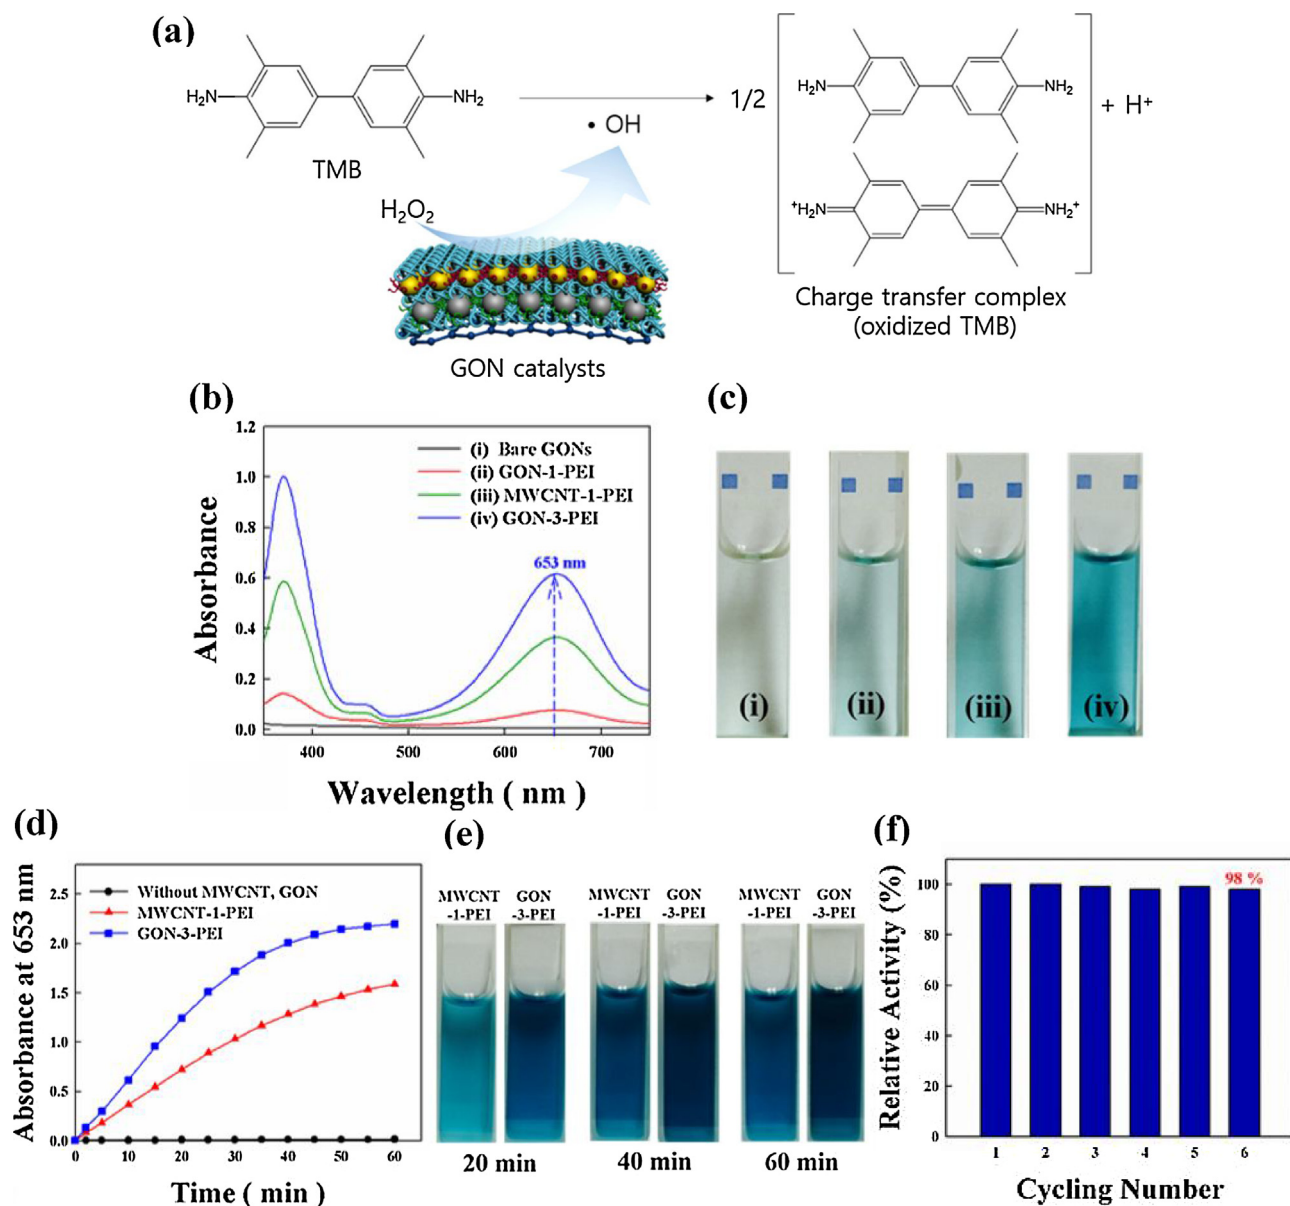 (a)
H₂N
NH₂
TMB
H₂O₂
• OH
GON catalysts
1/2
H₂N
NH₂
+ H⁺
⁺H₂N
NH₂⁺
Charge transfer complex
(oxidized TMB)
(b)
Absorbance
1.2
1.0
0.8
0.6
0.4
0.2
0.0
(i) Bare GONs
(ii) GON-1-PEI
(iii) MWCNT-1-PEI
(iv) GON-3-PEI
653 nm
400
500
600
700
Wavelength ( nm )
(c)
(i)
(ii)
(iii)
(iv)
(d)
Absorbance at 653 nm
2.5
2.0
1.5
1.0
0.5
0.0
Without MWCNT, GON
MWCNT-1-PEI
GON-3-PEI
0
10
20
30
40
50
60
Time ( min )
(e)
MWCNT
-1-PEI
GON
-3-PEI
MWCNT
-1-PEI
GON
-3-PEI
MWCNT
-1-PEI
GON
-3-PEI
20 min
40 min
60 min
(f)
Relative Activity (%)
100
80
60
40
20
0
98 %
1
2
3
4
5
6
Cycling Number